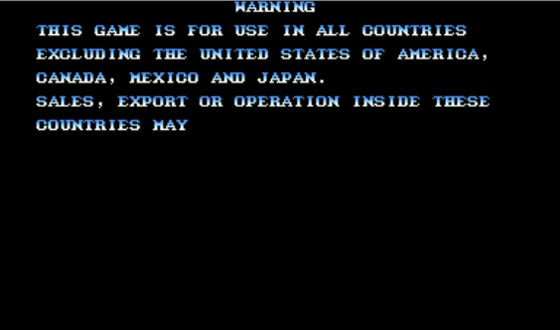 WARNING
THIS GAME IS FOR USE IN ALL COUNTRIES
EXCLUDING THE UNITED STATES OF AMERICA,
CANADA, MEXICO AND JAPAN.
SALES, EXPORT OR OPERATION INSIDE THESE
COUNTRIES MAY